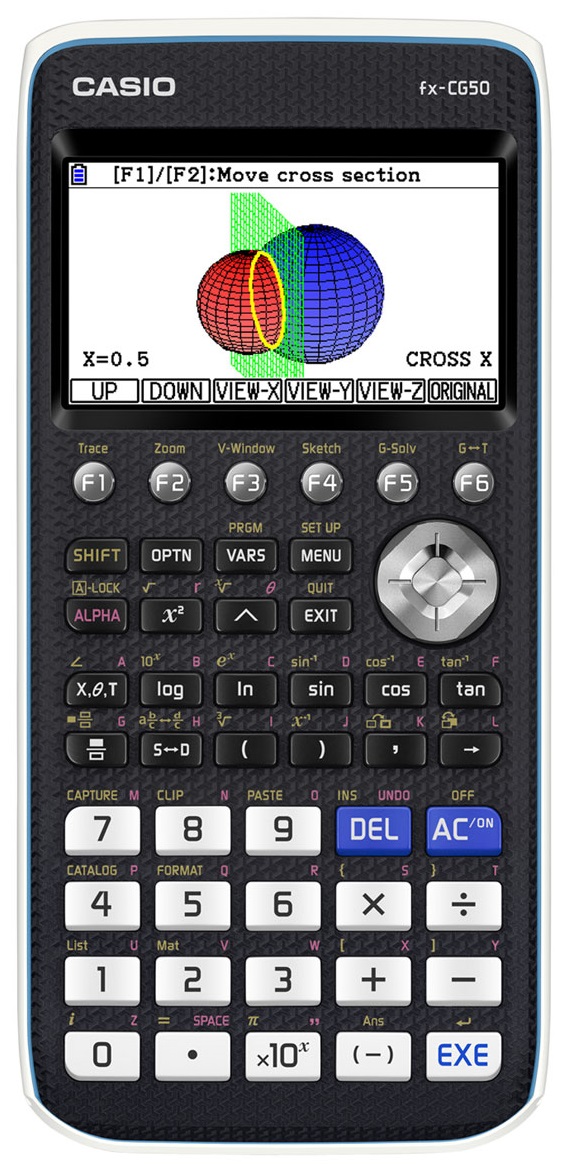 CASIO fx-CG50
[F1]/[F2]:Move cross section
X=0.5 CROSS X
UP DOWN VIEW-X VIEW-Y VIEW-Z ORIGINAL
Trace Zoom V-Window Sketch G-Solv G↔T
F1 F2 F3 F4 F5 F6
PRGM SET UP
SHIFT OPTN VARS MENU
A-LOCK √ r ˣ√ θ QUIT
ALPHA x² ^ EXIT
∠ A 10ˣ B eˣ C sin⁻¹ D cos⁻¹ E tan⁻¹ F
X,θ,T log ln sin cos tan
G a b/c↔d/c H ³√ I x⁻¹ J K L
S↔D ( ) , →
CAPTURE M CLIP N PASTE O INS UNDO OFF
7 8 9 DEL AC/ON
CATALOG P FORMAT Q R { S } T
4 5 6 × ÷
List U Mat V W [ X ] Y
1 2 3 + −
i Z = SPACE π " Ans ↵
0 • ×10ˣ (−) EXE